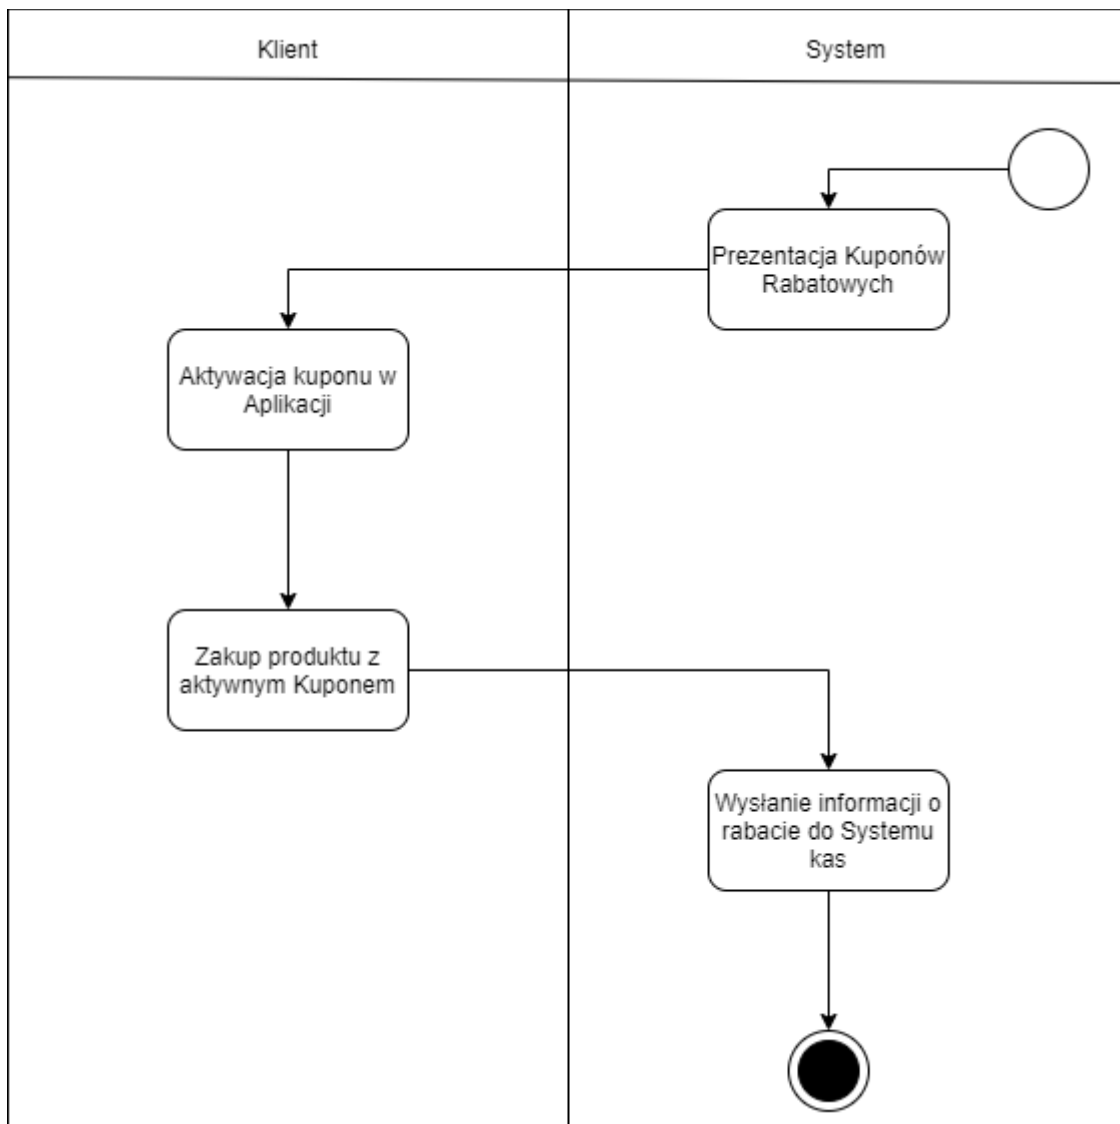 Klient
System
Prezentacja Kuponów
Rabatowych
Aktywacja kuponu w
Aplikacji
Zakup produktu z
aktywnym Kuponem
Wysłanie informacji o
rabacie do Systemu
kas